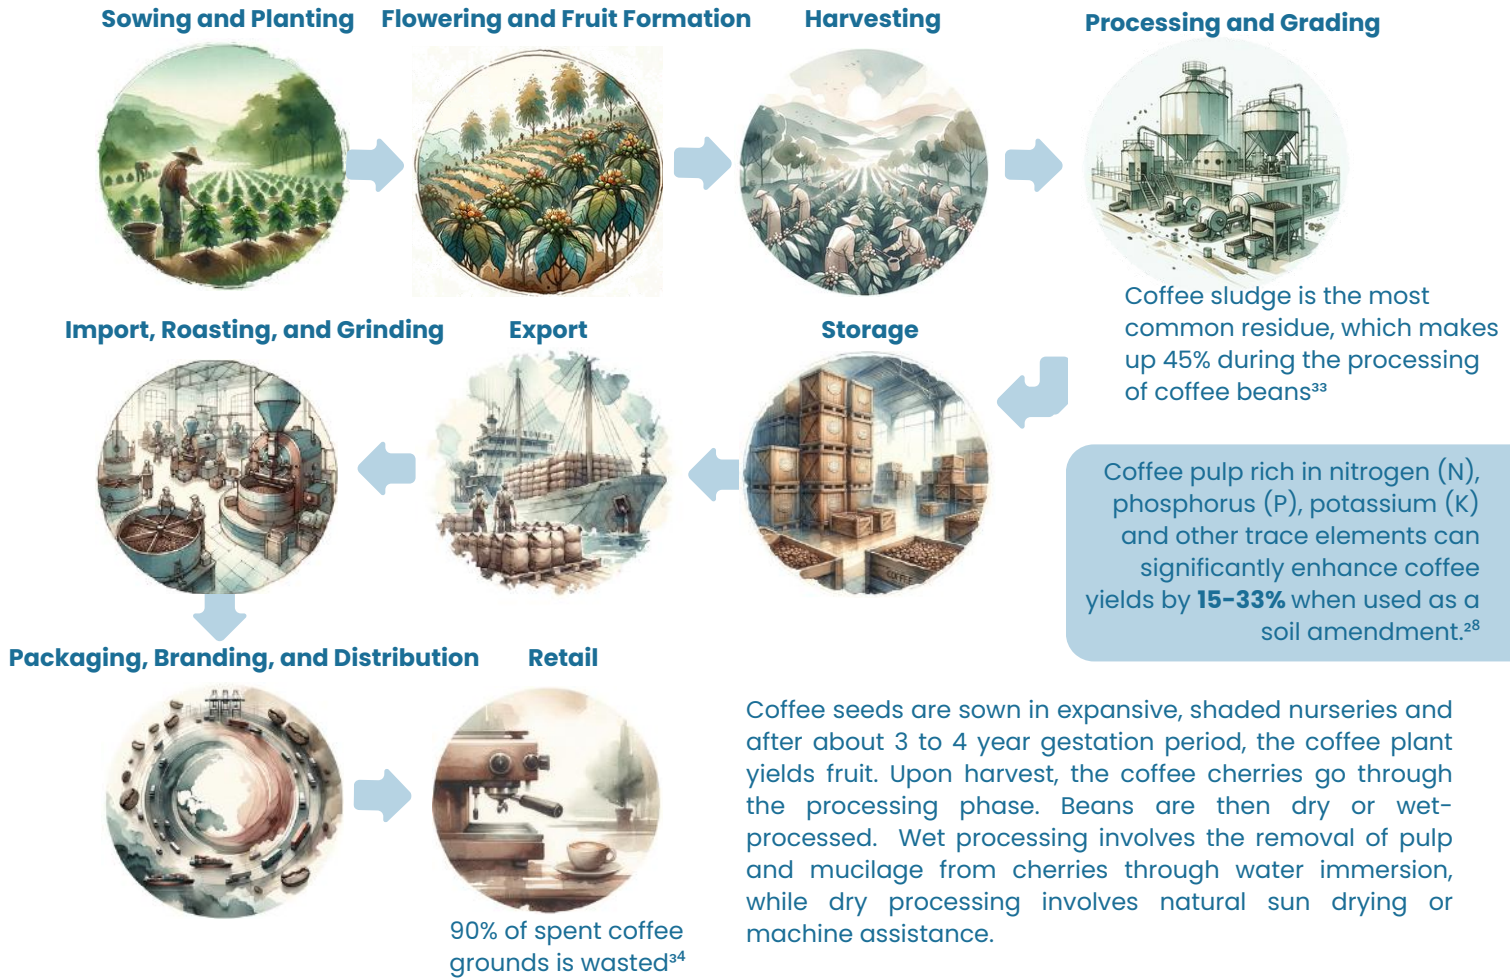 Sowing and Planting
Flowering and Fruit Formation
Harvesting
Processing and Grading
Coffee sludge is the most
common residue, which makes
up 45% during the processing
of coffee beans³³
Import, Roasting, and Grinding
Export
Storage
Coffee pulp rich in nitrogen (N),
phosphorus (P), potassium (K)
and other trace elements can
significantly enhance coffee
yields by 15-33% when used as a
soil amendment.²⁸
COFFEE
Packaging, Branding, and Distribution
Retail
90% of spent coffee
grounds is wasted³⁴
Coffee seeds are sown in expansive, shaded nurseries and
after about 3 to 4 year gestation period, the coffee plant
yields fruit. Upon harvest, the coffee cherries go through
the processing phase. Beans are then dry or wet-
processed. Wet processing involves the removal of pulp
and mucilage from cherries through water immersion,
while dry processing involves natural sun drying or
machine assistance.